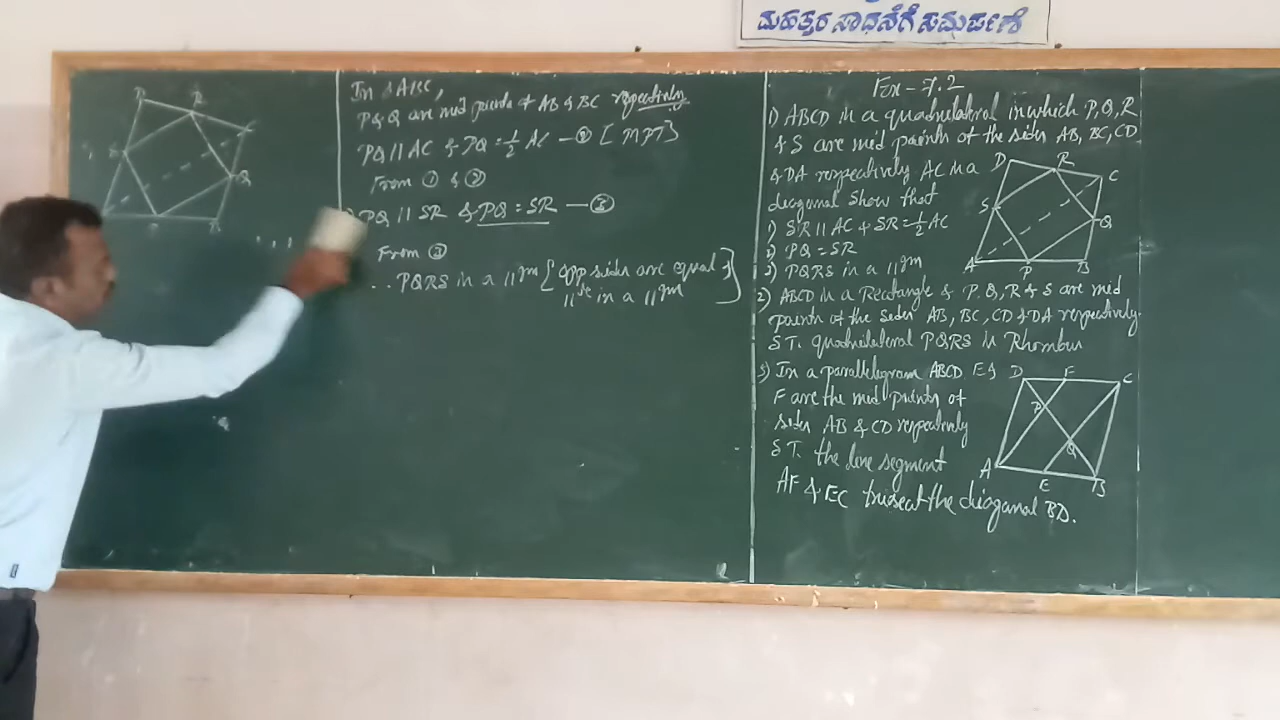 ಮಹತ್ತರ ಸಾಧನೆಗೆ ಸಮರ್ಪಣೆ
D R
S
Q
In ΔABC,
P & Q are mid points of AB & BC repectively
PQ || AC & PQ = ½ AC — ② [MPT}
From ① & ②
PQ || SR & PQ = SR — ③
From ③
∴ PQRS is a ||gm { opp sides are equal }
||le in a ||gm
Ex - 7.2
1) ABCD is a quadrilateral in which P, Q, R
& S are mid points of the sides AB, BC, CD
& DA respectively AC is a
diagonal Show that
1) SR || AC & SR = ½ AC
2) PQ = SR
3) PQRS is a ||gm
D R C
S Q
A P B
2) ABCD is a Rectangle & P, Q, R & S are mid
points of the sides AB, BC, CD & DA respectively
S T. quadrilateral PQRS is Rhombus
3) In a parallelogram ABCD E &
F are the mid points of
sides AB & CD respectively
S T. the line segment
AF & EC trisect the diagonal BD.
D F C
P
Q
A E B